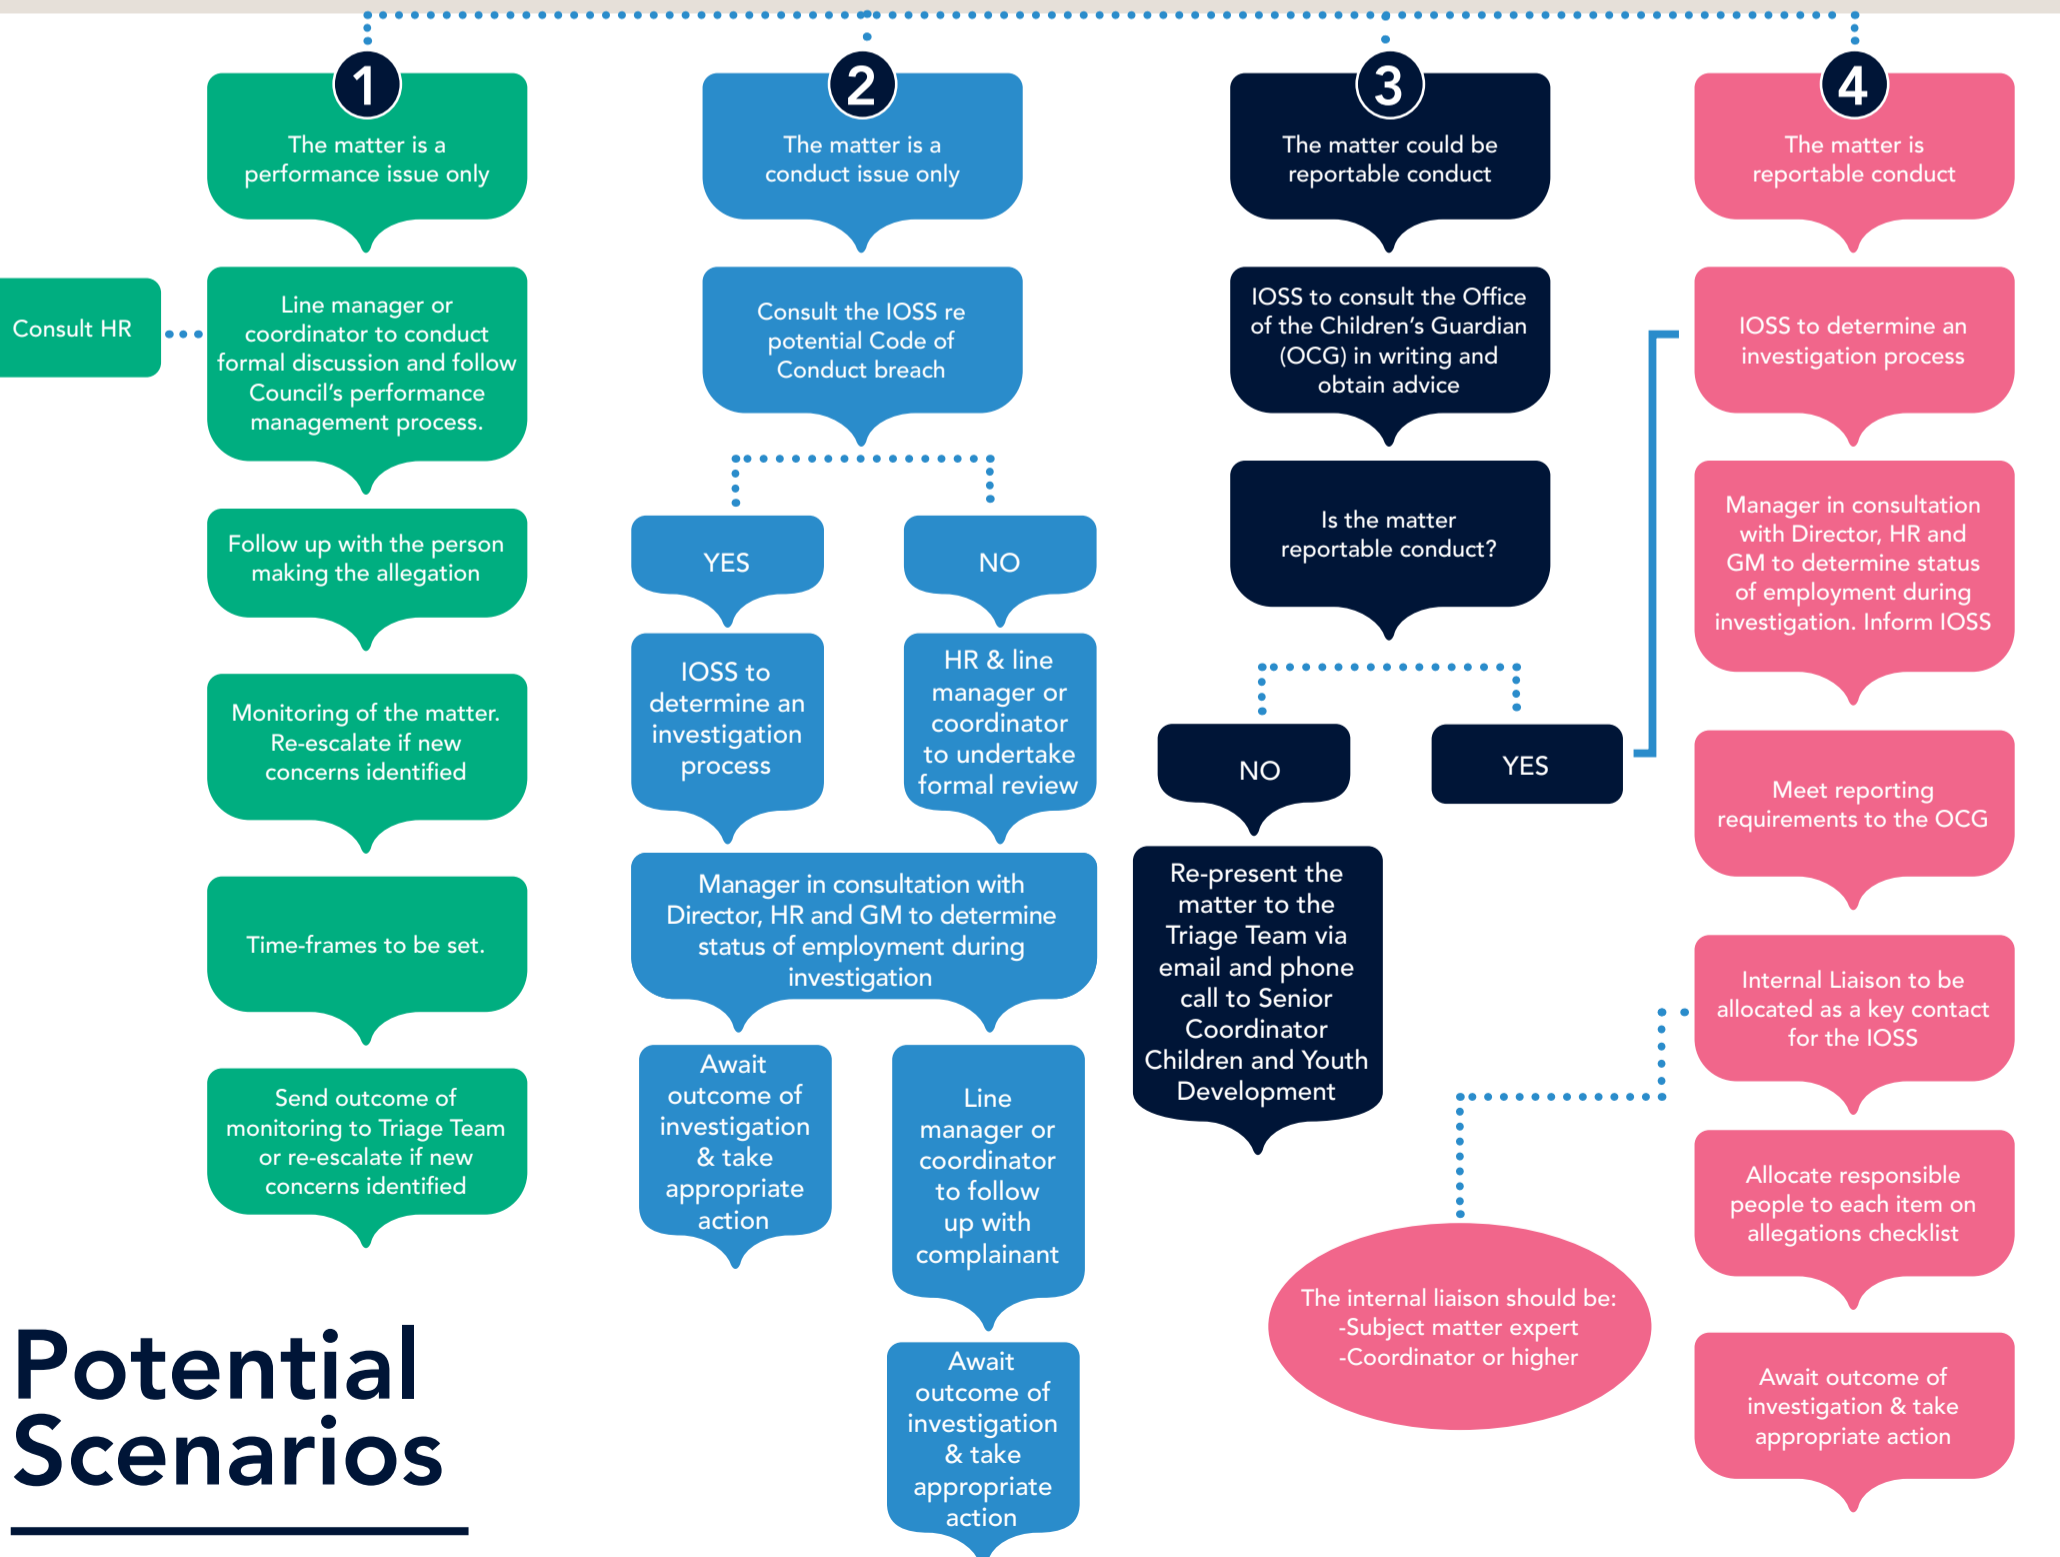 1
The matter is a
performance issue only
Consult HR
Line manager or
coordinator to conduct
formal discussion and follow
Council's performance
management process.
Follow up with the person
making the allegation
Monitoring of the matter.
Re-escalate if new
concerns identified
Time-frames to be set.
Send outcome of
monitoring to Triage Team
or re-escalate if new
concerns identified
2
The matter is a
conduct issue only
Consult the IOSS re
potential Code of
Conduct breach
YES
IOSS to
determine an
investigation
process
NO
HR & line
manager or
coordinator
to undertake
formal review
Manager in consultation with
Director, HR and GM to determine
status of employment during
investigation
Await
outcome of
investigation
& take
appropriate
action
Line
manager or
coordinator
to follow
up with
complainant
Await
outcome of
investigation
& take
appropriate
action
3
The matter could be
reportable conduct
IOSS to consult the Office
of the Children's Guardian
(OCG) in writing and
obtain advice
Is the matter
reportable conduct?
NO
YES
Re-present the
matter to the
Triage Team via
email and phone
call to Senior
Coordinator
Children and Youth
Development
4
The matter is
reportable conduct
IOSS to determine an
investigation process
Manager in consultation
with Director, HR and
GM to determine status
of employment during
investigation. Inform IOSS
Meet reporting
requirements to the OCG
Internal Liaison to be
allocated as a key contact
for the IOSS
The internal liaison should be:
-Subject matter expert
-Coordinator or higher
Allocate responsible
people to each item on
allegations checklist
Await outcome of
investigation & take
appropriate action
Potential
Scenarios